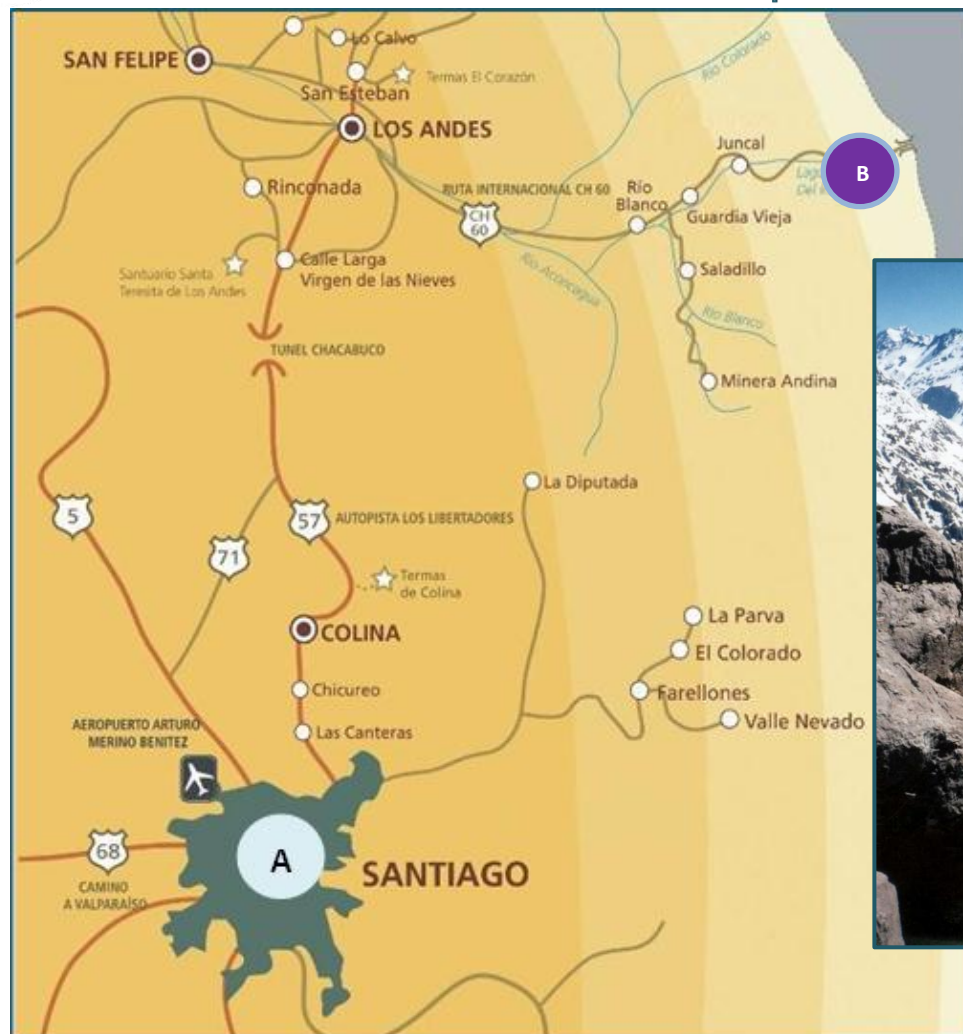 Lo Calvo
SAN FELIPE
Termas El Corazón
San Esteban
Río Colorado
LOS ANDES
Juncal
B
Rinconada
RUTA INTERNACIONAL CH 60
Río
Blanco
CH
60
Guardia Vieja
Calle Larga
Virgen de las Nieves
Santuario Santa
Teresita de Los Andes
Río Aconcagua
Saladillo
Río Blanco
TUNEL CHACABUCO
Minera Andina
La Diputada
5
57
AUTOPISTA LOS LIBERTADORES
71
Termas
de Colina
COLINA
La Parva
El Colorado
Chicureo
Farellones
Valle Nevado
AEROPUERTO ARTURO
MERINO BENITEZ
Las Canteras
68
CAMINO
A VALPARAÍSO
A
SANTIAGO